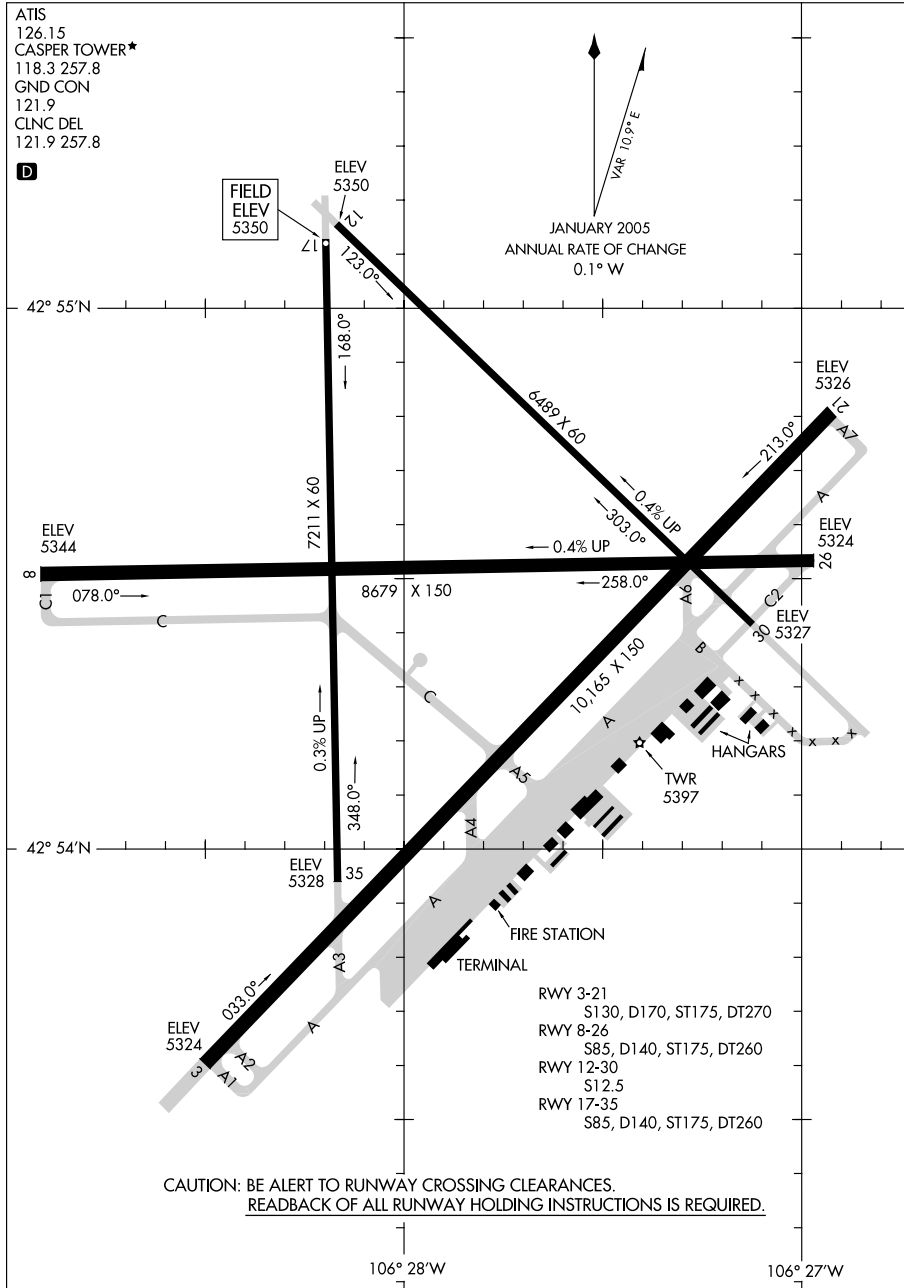 ATIS
126.15
CASPER TOWER★
118.3 257.8
GND CON
121.9
CLNC DEL
121.9 257.8
D
VAR 10.9° E
JANUARY 2005
ANNUAL RATE OF CHANGE
0.1° W
FIELD
ELEV
5350
ELEV
5350
17
12
123.0°
168.0°
42° 55'N
6489 X 60
7211 X 60
ELEV
5326
21
A7
213.0°
A
0.4% UP
303.0°
ELEV
5344
8
078.0°
0.4% UP
258.0°
8679 X 150
ELEV
5324
26
C1
C
A6
C2
30
ELEV
5327
B
10,165 X 150
C
A
HANGARS
x x x x x x
TWR
5397
0.3% UP
348.0°
A5
A4
42° 54'N
ELEV
5328
35
A
FIRE STATION
TERMINAL
A3
033.0°
A
ELEV
5324
3
A2
A1
RWY 3-21
S130, D170, ST175, DT270
RWY 8-26
S85, D140, ST175, DT260
RWY 12-30
S12.5
RWY 17-35
S85, D140, ST175, DT260
CAUTION: BE ALERT TO RUNWAY CROSSING CLEARANCES.
READBACK OF ALL RUNWAY HOLDING INSTRUCTIONS IS REQUIRED.
106° 28'W
106° 27'W